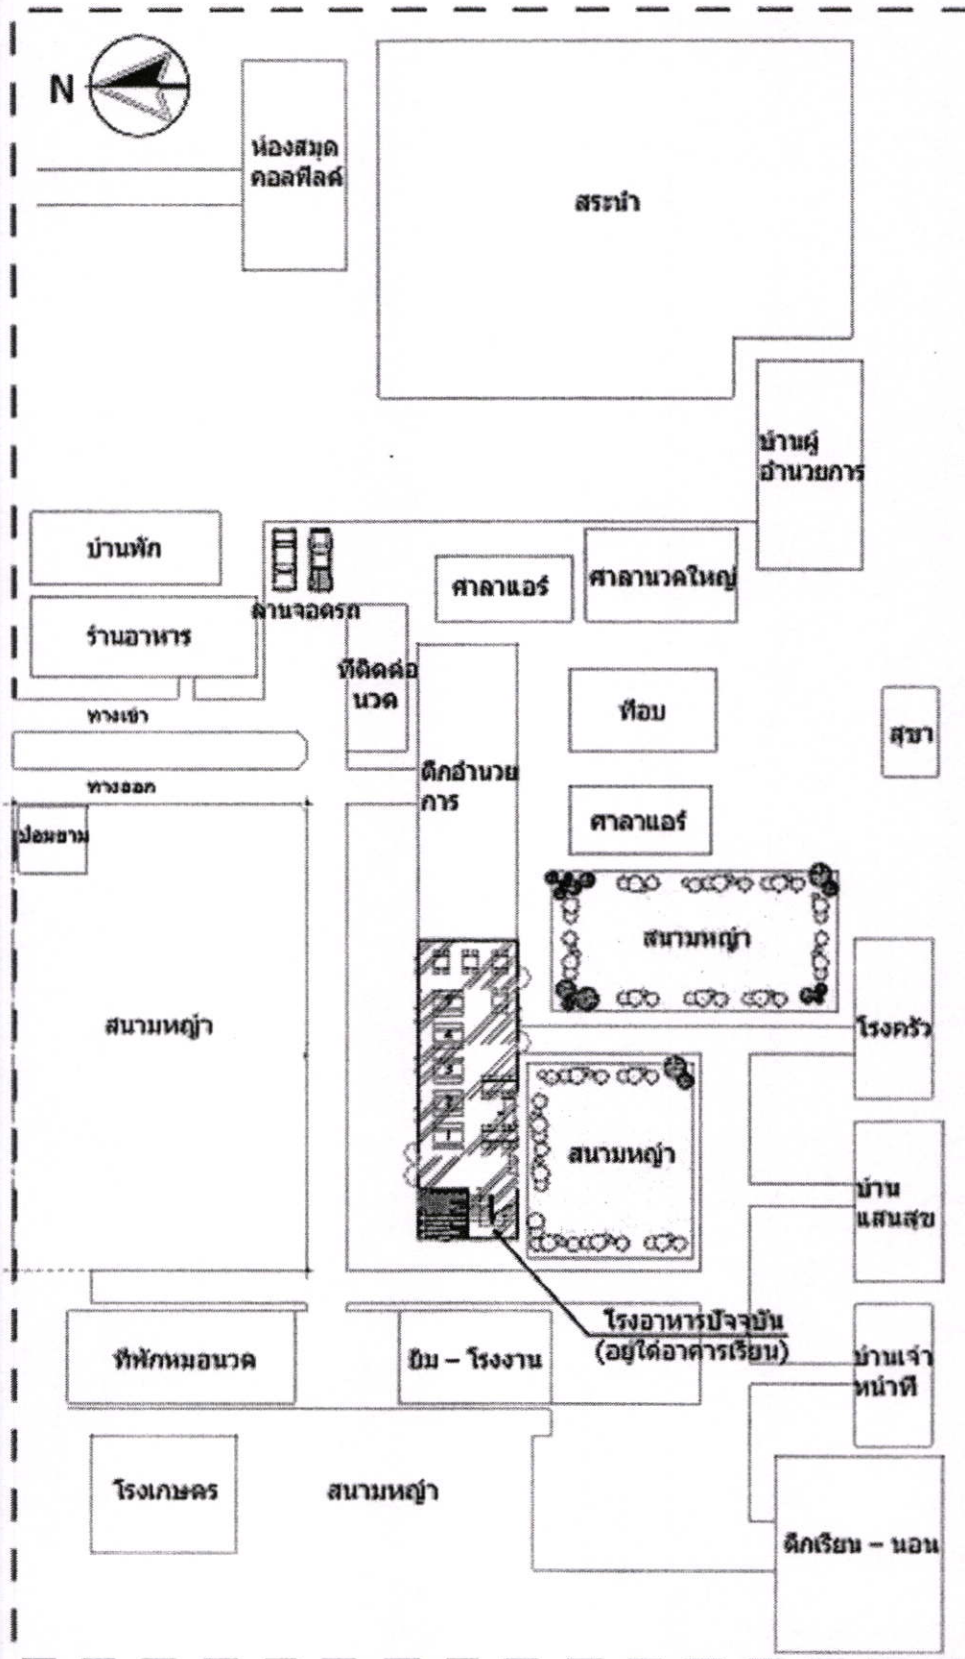 N
ห้องสมุด
คอลฟีลด์
สระน้ำ
บ้านผู้
อำนวยการ
บ้านพัก
ศาลาแอร์
ศาลานวดใหญ่
ลานจอดรถ
ร้านอาหาร
ที่ติดต่อ
นวด
ที่อบ
สุขา
ทางเข้า
ตึกอำนวย
การ
ทางออก
ป้อมยาม
ศาลาแอร์
สนามหญ้า
สนามหญ้า
โรงครัว
4
3
2
1
สนามหญ้า
บ้าน
แสนสุข
โรงอาหารปัจจุบัน
(อยู่ใต้อาคารเรียน)
ที่พักหมอนวด
ยิม – โรงงาน
บ้านเจ้า
หน้าที่
โรงเกษตร
สนามหญ้า
ตึกเรียน – นอน